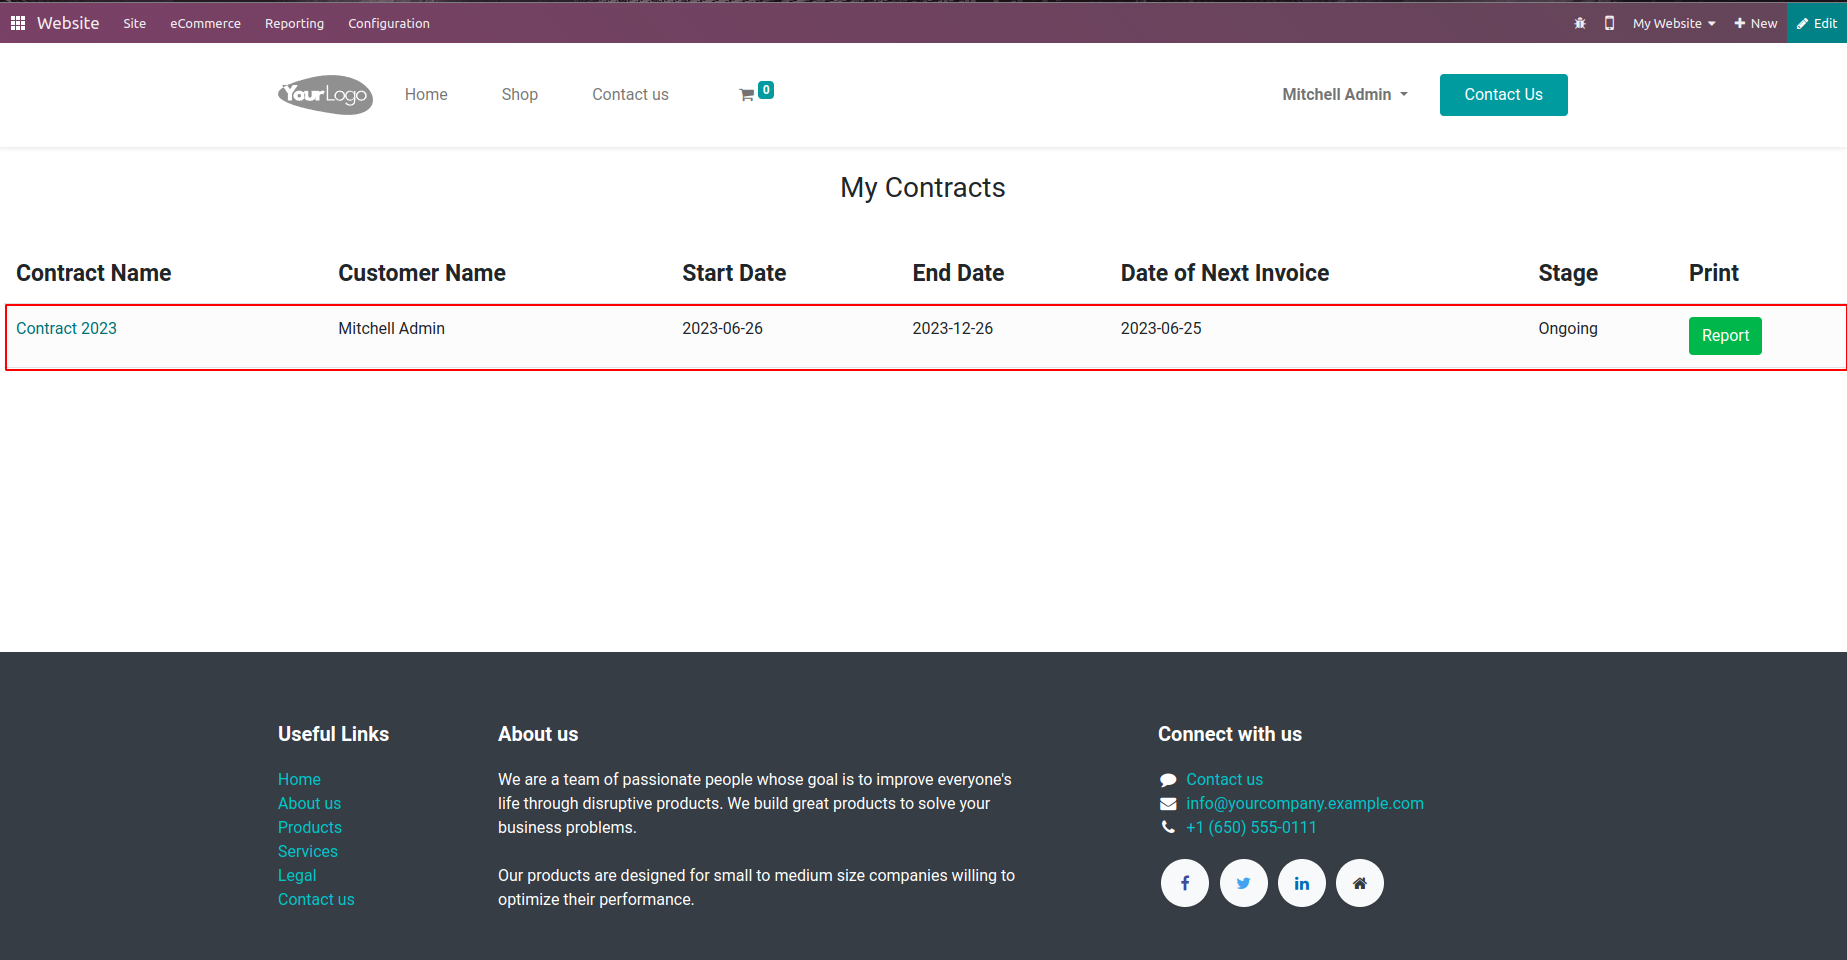 Website Site eCommerce Reporting Configuration My Website New Edit
YourLogo Home Shop Contact us 0 Mitchell Admin Contact Us
My Contracts
Contract Name Customer Name Start Date End Date Date of Next Invoice Stage Print
Contract 2023 Mitchell Admin 2023-06-26 2023-12-26 2023-06-25 Ongoing Report
Useful Links
Home
About us
Products
Services
Legal
Contact us
About us
We are a team of passionate people whose goal is to improve everyone's
life through disruptive products. We build great products to solve your
business problems.
Our products are designed for small to medium size companies willing to
optimize their performance.
Connect with us
Contact us
info@yourcompany.example.com
+1 (650) 555-0111